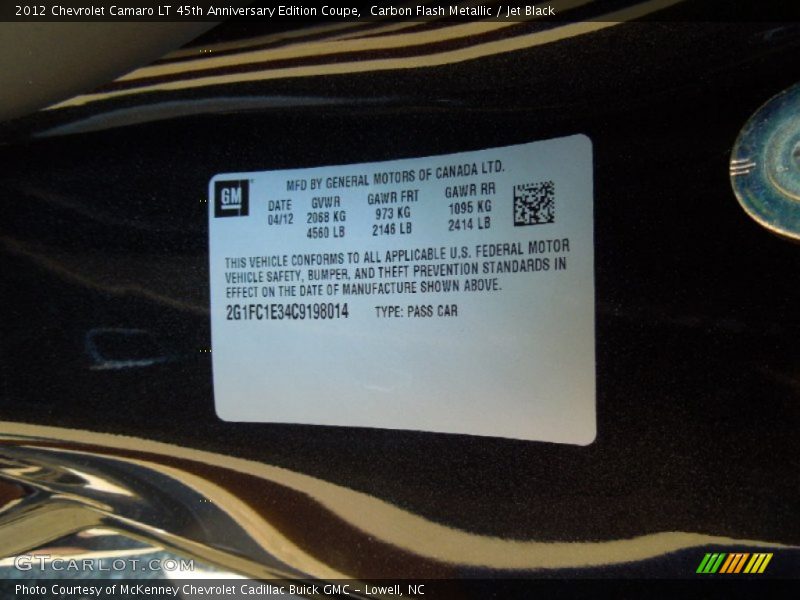 2012 Chevrolet Camaro LT 45th Anniversary Edition Coupe,  Carbon Flash Metallic / Jet Black
GM
MFD BY GENERAL MOTORS OF CANADA LTD.
DATE GVWR GAWR FRT GAWR RR
04/12 2068 KG 973 KG 1095 KG
4560 LB 2146 LB 2414 LB
THIS VEHICLE CONFORMS TO ALL APPLICABLE U.S. FEDERAL MOTOR
VEHICLE SAFETY, BUMPER, AND THEFT PREVENTION STANDARDS IN
EFFECT ON THE DATE OF MANUFACTURE SHOWN ABOVE.
2G1FC1E34C9198014 TYPE: PASS CAR
GTcarlot.com
Photo Courtesy of McKenney Chevrolet Cadillac Buick GMC - Lowell, NC